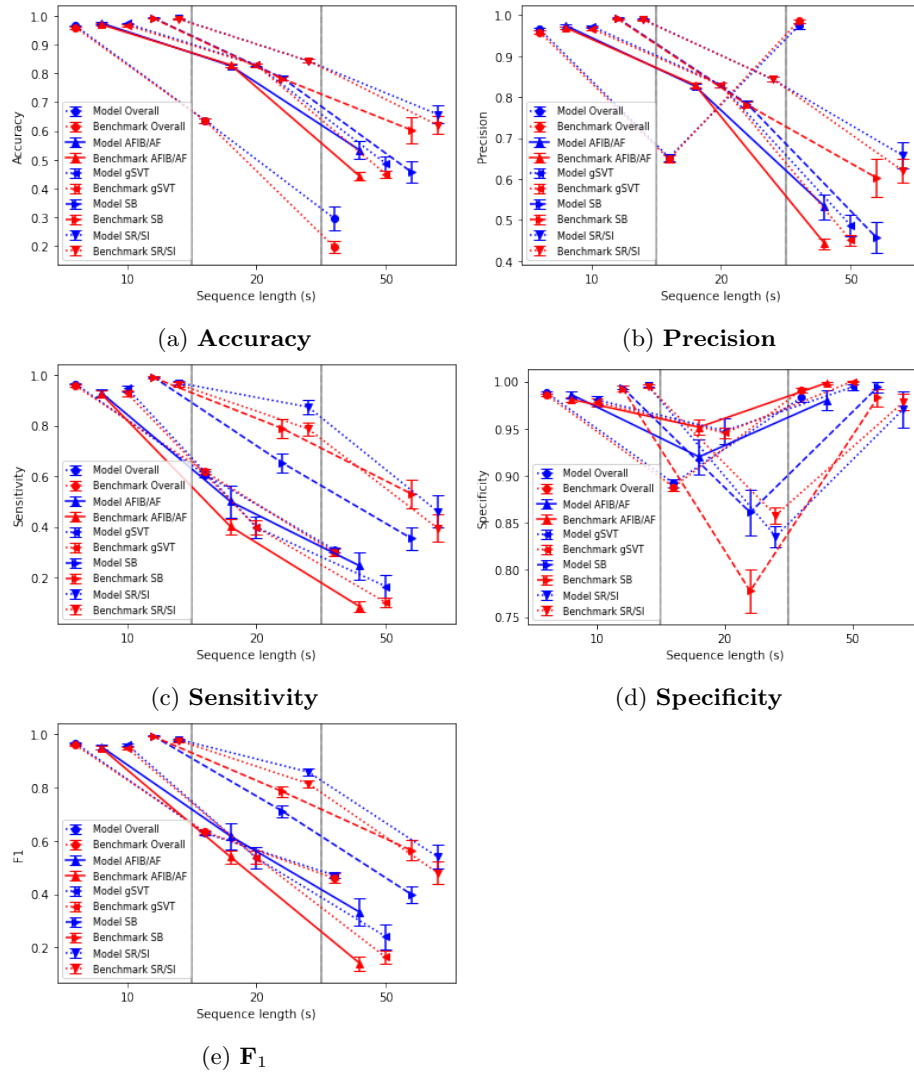 Accuracy
1.0
0.9
0.8
0.7
0.6
0.5
0.4
0.3
0.2
Model Overall
Benchmark Overall
Model AFIB/AF
Benchmark AFIB/AF
Model gSVT
Benchmark gSVT
Model SB
Benchmark SB
Model SR/SI
Benchmark SR/SI
10 20 50
Sequence length (s)
(a) Accuracy
Precision
1.0
0.9
0.8
0.7
0.6
0.5
0.4
Model Overall
Benchmark Overall
Model AFIB/AF
Benchmark AFIB/AF
Model gSVT
Benchmark gSVT
Model SB
Benchmark SB
Model SR/SI
Benchmark SR/SI
10 20 50
Sequence length (s)
(b) Precision
Sensitivity
1.0
0.8
0.6
0.4
0.2
Model Overall
Benchmark Overall
Model AFIB/AF
Benchmark AFIB/AF
Model gSVT
Benchmark gSVT
Model SB
Benchmark SB
Model SR/SI
Benchmark SR/SI
10 20 50
Sequence length (s)
(c) Sensitivity
Specificity
1.00
0.95
0.90
0.85
0.80
0.75
Model Overall
Benchmark Overall
Model AFIB/AF
Benchmark AFIB/AF
Model gSVT
Benchmark gSVT
Model SB
Benchmark SB
Model SR/SI
Benchmark SR/SI
10 20 50
Sequence length (s)
(d) Specificity
F1
1.0
0.8
0.6
0.4
0.2
Model Overall
Benchmark Overall
Model AFIB/AF
Benchmark AFIB/AF
Model gSVT
Benchmark gSVT
Model SB
Benchmark SB
Model SR/SI
Benchmark SR/SI
10 20 50
Sequence length (s)
(e) F₁